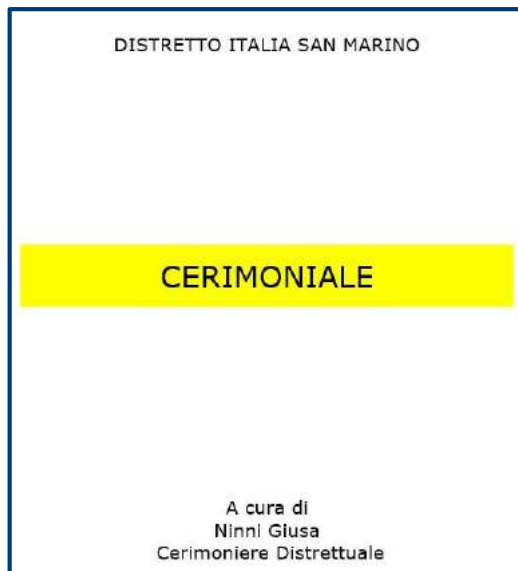 DISTRETTO ITALIA SAN MARINO
CERIMONIALE
A cura di
Ninni Giusa
Cerimoniere Distrettuale